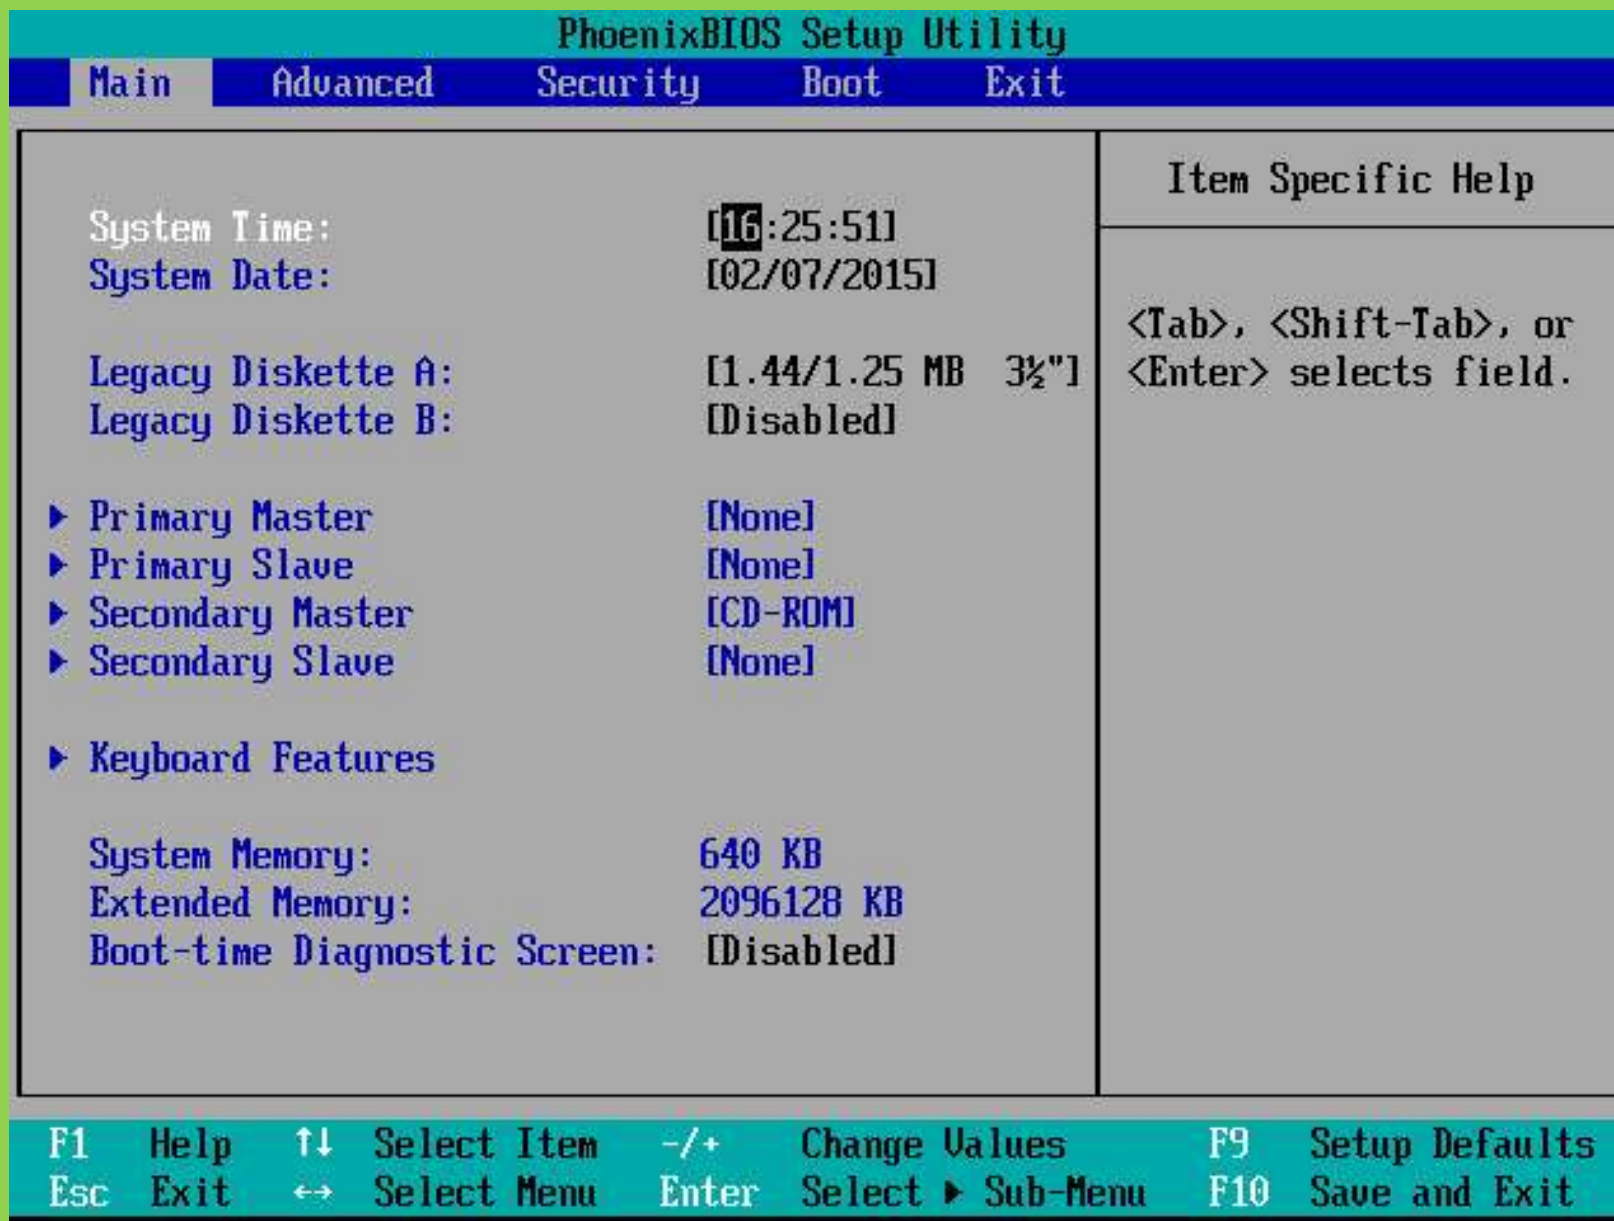 PhoenixBIOS Setup Utility
Main Advanced Security Boot Exit
Item Specific Help
System Time: [16:25:51]
System Date: [02/07/2015]
<Tab>, <Shift-Tab>, or
<Enter> selects field.
Legacy Diskette A: [1.44/1.25 MB 3½"]
Legacy Diskette B: [Disabled]
▶ Primary Master [None]
▶ Primary Slave [None]
▶ Secondary Master [CD-ROM]
▶ Secondary Slave [None]
▶ Keyboard Features
System Memory: 640 KB
Extended Memory: 2096128 KB
Boot-time Diagnostic Screen: [Disabled]
F1 Help ↑↓ Select Item -/+ Change Values F9 Setup Defaults
Esc Exit ↔ Select Menu Enter Select ▶ Sub-Menu F10 Save and Exit